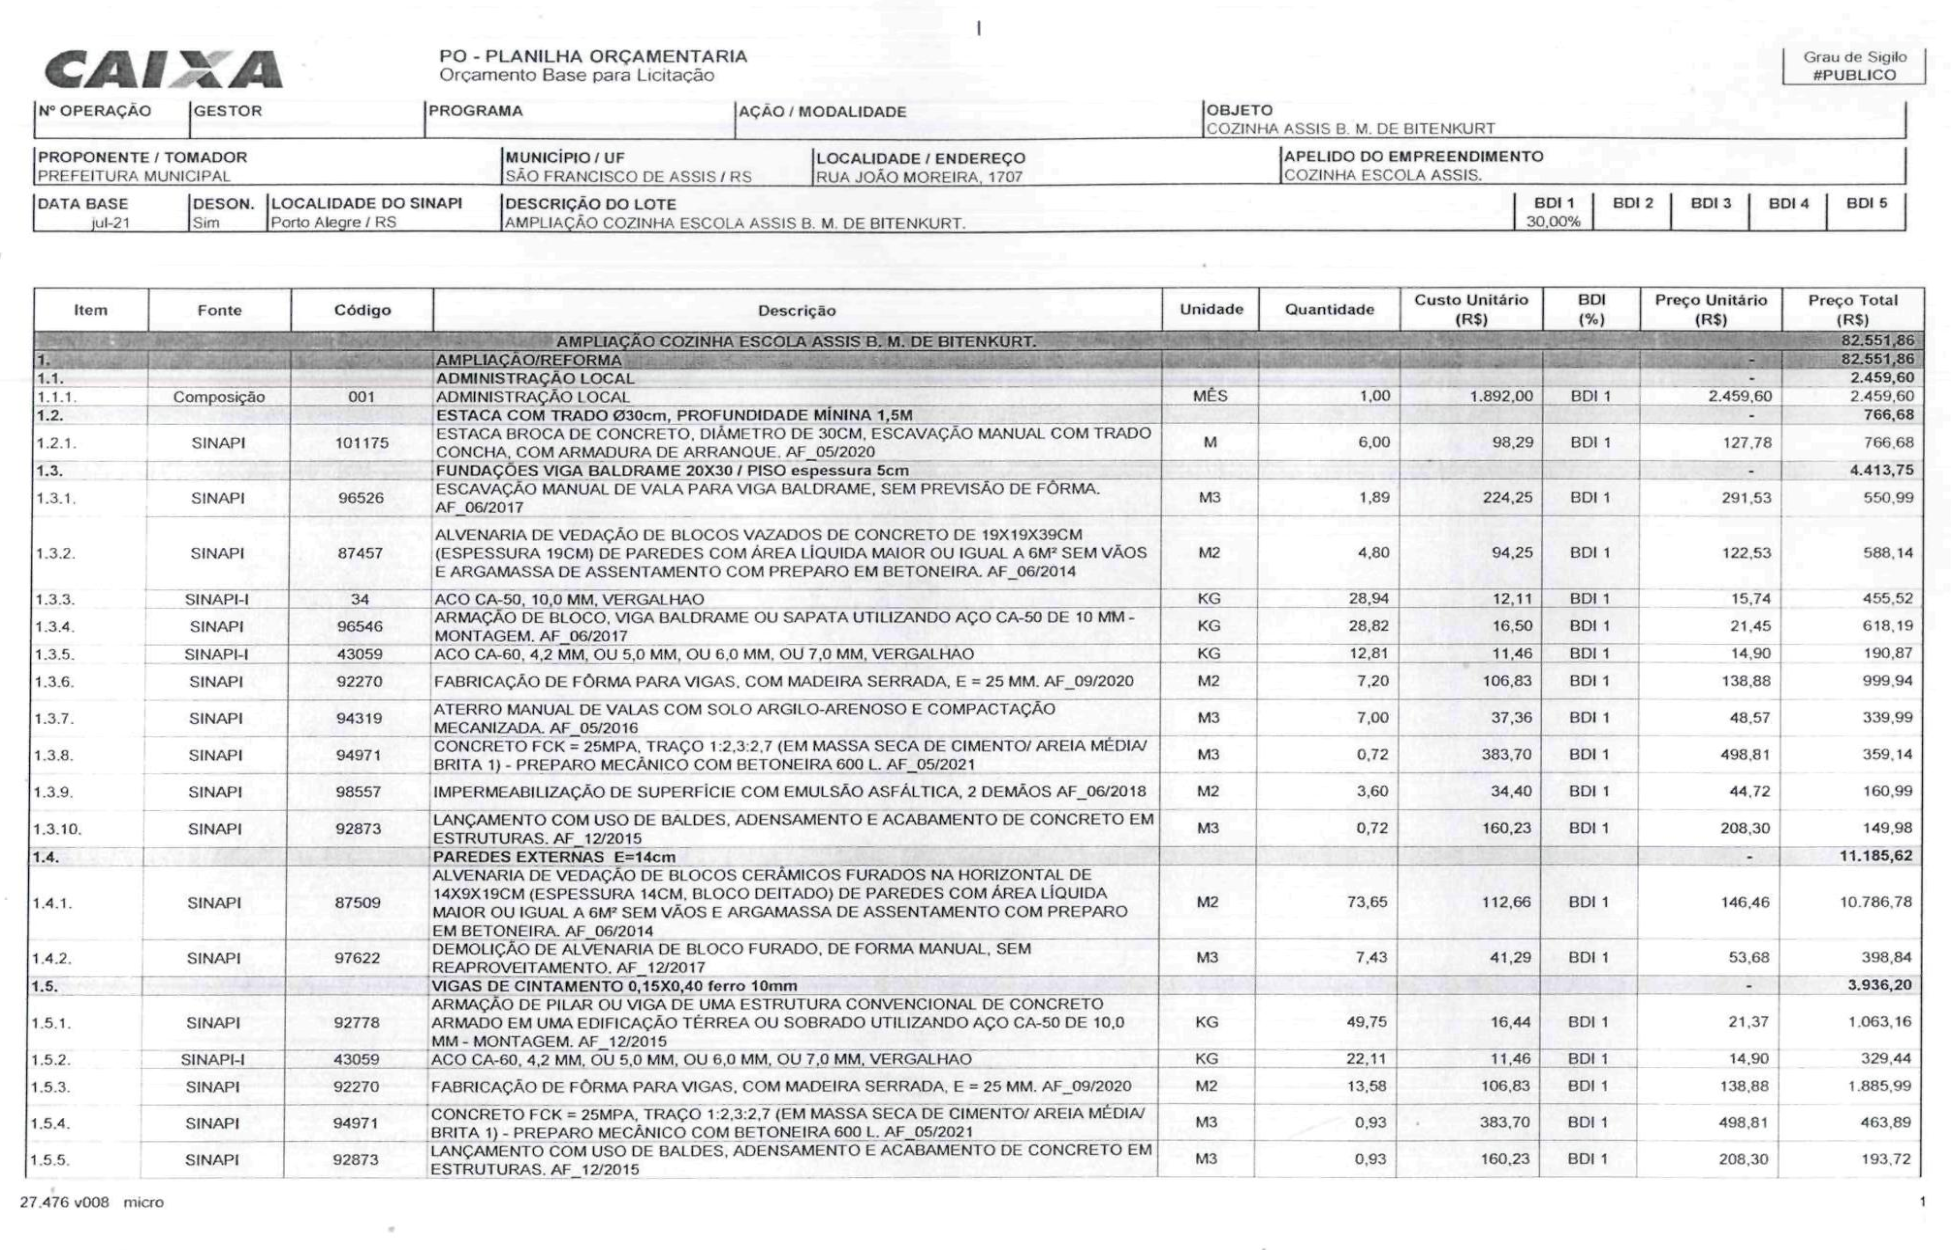 CAIXA
PO - PLANILHA ORÇAMENTARIA
Orçamento Base para Licitação
Grau de Sigilo
#PUBLICO
Nº OPERAÇÃO GESTOR PROGRAMA AÇÃO / MODALIDADE OBJETO
COZINHA ASSIS B. M. DE BITENKURT
PROPONENTE / TOMADOR MUNICÍPIO / UF LOCALIDADE / ENDEREÇO APELIDO DO EMPREENDIMENTO
PREFEITURA MUNICIPAL SÃO FRANCISCO DE ASSIS / RS RUA JOÃO MOREIRA, 1707 COZINHA ESCOLA ASSIS.
DATA BASE DESON. LOCALIDADE DO SINAPI DESCRIÇÃO DO LOTE BDI 1 BDI 2 BDI 3 BDI 4 BDI 5
jul-21 Sim Porto Alegre / RS AMPLIAÇÃO COZINHA ESCOLA ASSIS B. M. DE BITENKURT. 30,00%
Item Fonte Código Descrição Unidade Quantidade Custo Unitário (R$) BDI (%) Preço Unitário (R$) Preço Total (R$)
AMPLIAÇÃO COZINHA ESCOLA ASSIS B. M. DE BITENKURT. 82.551,86
1. AMPLIAÇÃO/REFORMA - 82.551,86
1.1. ADMINISTRAÇÃO LOCAL - 2.459,60
1.1.1. Composição 001 ADMINISTRAÇÃO LOCAL MÊS 1,00 1.892,00 BDI 1 2.459,60 2.459,60
1.2. ESTACA COM TRADO Ø30cm, PROFUNDIDADE MÍNINA 1,5M - 766,68
1.2.1. SINAPI 101175 ESTACA BROCA DE CONCRETO, DIÂMETRO DE 30CM, ESCAVAÇÃO MANUAL COM TRADO
CONCHA, COM ARMADURA DE ARRANQUE. AF_05/2020 M 6,00 98,29 BDI 1 127,78 766,68
1.3. FUNDAÇÕES VIGA BALDRAME 20X30 / PISO espessura 5cm - 4.413,75
1.3.1. SINAPI 96526 ESCAVAÇÃO MANUAL DE VALA PARA VIGA BALDRAME, SEM PREVISÃO DE FÔRMA.
AF_06/2017 M3 1,89 224,25 BDI 1 291,53 550,99
ALVENARIA DE VEDAÇÃO DE BLOCOS VAZADOS DE CONCRETO DE 19X19X39CM
1.3.2. SINAPI 87457 (ESPESSURA 19CM) DE PAREDES COM ÁREA LÍQUIDA MAIOR OU IGUAL A 6M² SEM VÃOS M2 4,80 94,25 BDI 1 122,53 588,14
E ARGAMASSA DE ASSENTAMENTO COM PREPARO EM BETONEIRA. AF_06/2014
1.3.3. SINAPI-I 34 ACO CA-50, 10,0 MM, VERGALHAO KG 28,94 12,11 BDI 1 15,74 455,52
1.3.4. SINAPI 96546 ARMAÇÃO DE BLOCO, VIGA BALDRAME OU SAPATA UTILIZANDO AÇO CA-50 DE 10 MM -
MONTAGEM. AF_06/2017 KG 28,82 16,50 BDI 1 21,45 618,19
1.3.5. SINAPI-I 43059 ACO CA-60, 4,2 MM, OU 5,0 MM, OU 6,0 MM, OU 7,0 MM, VERGALHAO KG 12,81 11,46 BDI 1 14,90 190,87
1.3.6. SINAPI 92270 FABRICAÇÃO DE FÔRMA PARA VIGAS, COM MADEIRA SERRADA, E = 25 MM. AF_09/2020 M2 7,20 106,83 BDI 1 138,88 999,94
1.3.7. SINAPI 94319 ATERRO MANUAL DE VALAS COM SOLO ARGILO-ARENOSO E COMPACTAÇÃO
MECANIZADA. AF_05/2016 M3 7,00 37,36 BDI 1 48,57 339,99
1.3.8. SINAPI 94971 CONCRETO FCK = 25MPA, TRAÇO 1:2,3:2,7 (EM MASSA SECA DE CIMENTO/ AREIA MÉDIA/
BRITA 1) - PREPARO MECÂNICO COM BETONEIRA 600 L. AF_05/2021 M3 0,72 383,70 BDI 1 498,81 359,14
1.3.9. SINAPI 98557 IMPERMEABILIZAÇÃO DE SUPERFÍCIE COM EMULSÃO ASFÁLTICA, 2 DEMÃOS AF_06/2018 M2 3,60 34,40 BDI 1 44,72 160,99
1.3.10. SINAPI 92873 LANÇAMENTO COM USO DE BALDES, ADENSAMENTO E ACABAMENTO DE CONCRETO EM
ESTRUTURAS. AF_12/2015 M3 0,72 160,23 BDI 1 208,30 149,98
1.4. PAREDES EXTERNAS E=14cm - 11.185,62
ALVENARIA DE VEDAÇÃO DE BLOCOS CERÂMICOS FURADOS NA HORIZONTAL DE
1.4.1. SINAPI 87509 14X9X19CM (ESPESSURA 14CM, BLOCO DEITADO) DE PAREDES COM ÁREA LÍQUIDA M2 73,65 112,66 BDI 1 146,46 10.786,78
MAIOR OU IGUAL A 6M² SEM VÃOS E ARGAMASSA DE ASSENTAMENTO COM PREPARO
EM BETONEIRA. AF_06/2014
1.4.2. SINAPI 97622 DEMOLIÇÃO DE ALVENARIA DE BLOCO FURADO, DE FORMA MANUAL, SEM
REAPROVEITAMENTO. AF_12/2017 M3 7,43 41,29 BDI 1 53,68 398,84
1.5. VIGAS DE CINTAMENTO 0,15X0,40 ferro 10mm - 3.936,20
ARMAÇÃO DE PILAR OU VIGA DE UMA ESTRUTURA CONVENCIONAL DE CONCRETO
1.5.1. SINAPI 92778 ARMADO EM UMA EDIFICAÇÃO TÉRREA OU SOBRADO UTILIZANDO AÇO CA-50 DE 10,0 KG 49,75 16,44 BDI 1 21,37 1.063,16
MM - MONTAGEM. AF_12/2015
1.5.2. SINAPI-I 43059 ACO CA-60, 4,2 MM, OU 5,0 MM, OU 6,0 MM, OU 7,0 MM, VERGALHAO KG 22,11 11,46 BDI 1 14,90 329,44
1.5.3. SINAPI 92270 FABRICAÇÃO DE FÔRMA PARA VIGAS, COM MADEIRA SERRADA, E = 25 MM. AF_09/2020 M2 13,58 106,83 BDI 1 138,88 1.885,99
1.5.4. SINAPI 94971 CONCRETO FCK = 25MPA, TRAÇO 1:2,3:2,7 (EM MASSA SECA DE CIMENTO/ AREIA MÉDIA/
BRITA 1) - PREPARO MECÂNICO COM BETONEIRA 600 L. AF_05/2021 M3 0,93 383,70 BDI 1 498,81 463,89
1.5.5. SINAPI 92873 LANÇAMENTO COM USO DE BALDES, ADENSAMENTO E ACABAMENTO DE CONCRETO EM
ESTRUTURAS. AF_12/2015 M3 0,93 160,23 BDI 1 208,30 193,72
27.476 v008 micro 1